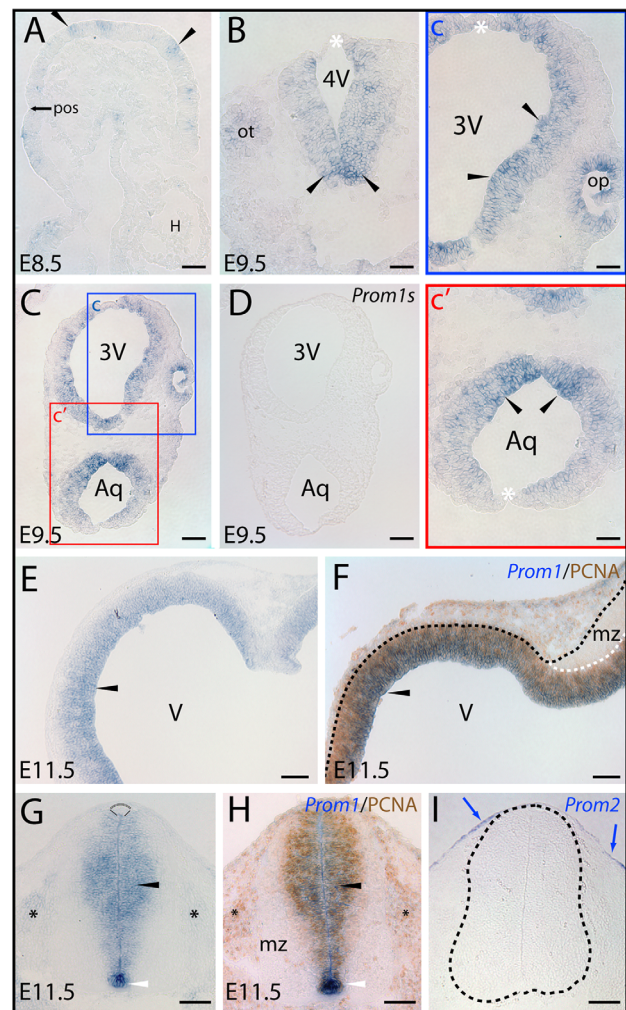 A
pos
H
E8.5
B
*
4V
ot
E9.5
c
*
3V
op
C
c
3V
c'
Aq
E9.5
D
Prom1s
3V
Aq
E9.5
c'
Aq
*
E
V
E11.5
F
Prom1/PCNA
mz
V
E11.5
G
*
*
E11.5
H
Prom1/PCNA
*
*
mz
E11.5
I
Prom2